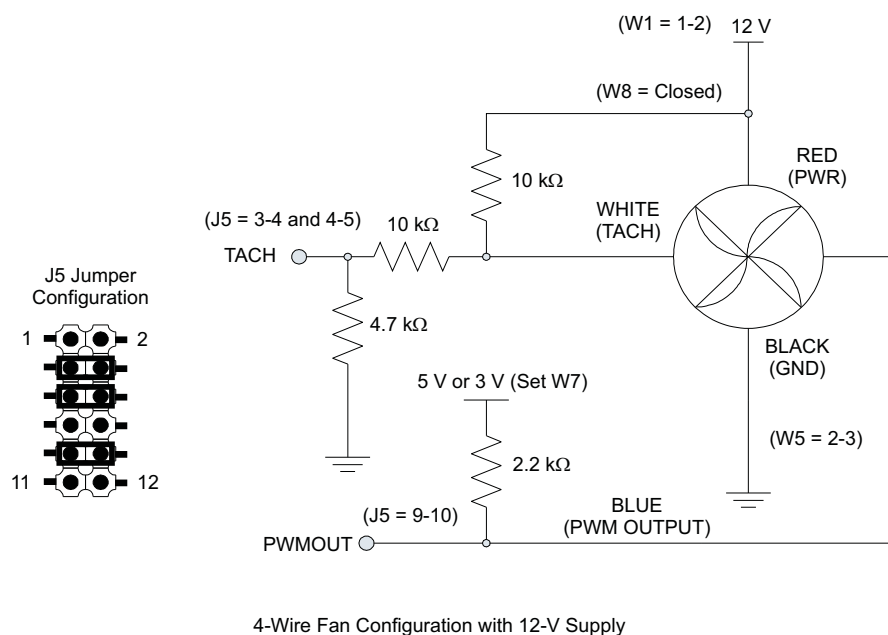 (W1 = 1-2) 12 V
(W8 = Closed)
RED
(PWR)
10 kΩ
WHITE
(TACH)
(J5 = 3-4 and 4-5)
10 kΩ
TACH
J5 Jumper
Configuration
1
2
4.7 kΩ
BLACK
(GND)
5 V or 3 V (Set W7)
(W5 = 2-3)
2.2 kΩ
11
12
(J5 = 9-10)
BLUE
(PWM OUTPUT)
PWMOUT
4-Wire Fan Configuration with 12-V Supply